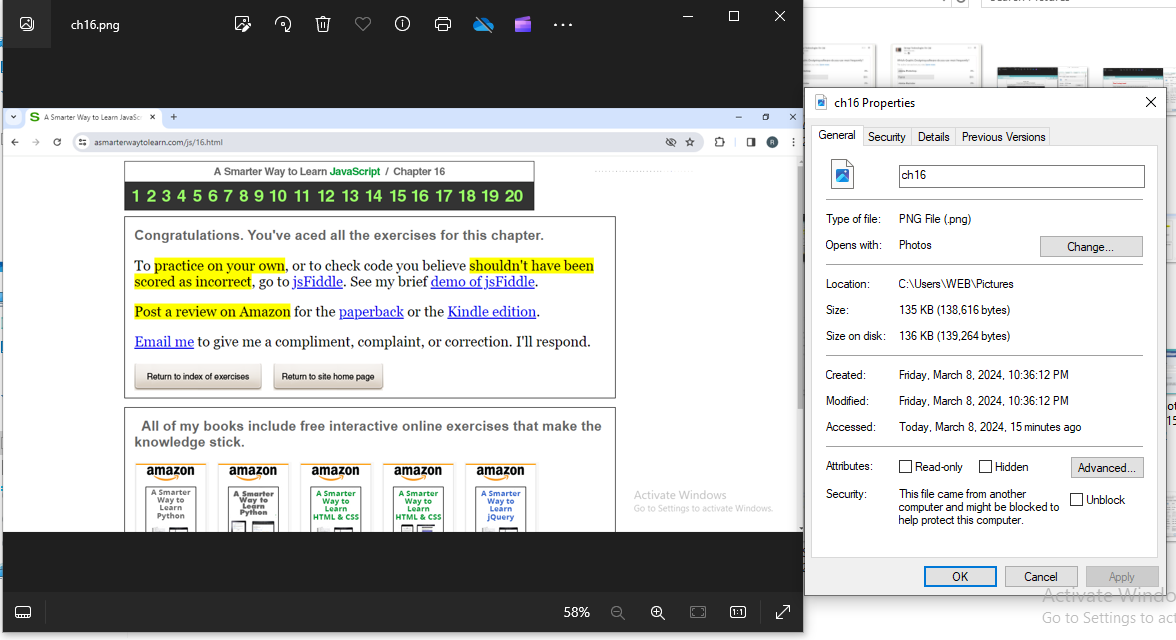 ch16.png
A Smarter Way to Learn JavaSc
asmarterwaytolearn.com/js/16.html
A Smarter Way to Learn JavaScript / Chapter 16
1 2 3 4 5 6 7 8 9 10 11 12 13 14 15 16 17 18 19 20
Congratulations. You've aced all the exercises for this chapter.
To practice on your own, or to check code you believe shouldn't have been
scored as incorrect, go to jsFiddle. See my brief demo of jsFiddle.
Post a review on Amazon for the paperback or the Kindle edition.
Email me to give me a compliment, complaint, or correction. I'll respond.
Return to index of exercises Return to site home page
All of my books include free interactive online exercises that make the
knowledge stick.
amazon amazon amazon amazon amazon
A Smarter Way to Learn Python
A Smarter Way to Learn Python
A Smarter Way to Learn HTML & CSS
A Smarter Way to Learn HTML & CSS
A Smarter Way to Learn jQuery
Activate Windows
Go to Settings to activate Windows.
58%
1:1
ch16 Properties
General Security Details Previous Versions
ch16
Type of file: PNG File (.png)
Opens with: Photos Change...
Location: C:\Users\WEB\Pictures
Size: 135 KB (138,616 bytes)
Size on disk: 136 KB (139,264 bytes)
Created: Friday, March 8, 2024, 10:36:12 PM
Modified: Friday, March 8, 2024, 10:36:12 PM
Accessed: Today, March 8, 2024, 15 minutes ago
Attributes: Read-only Hidden Advanced...
Security: This file came from another
computer and might be blocked to
help protect this computer.
Unblock
OK Cancel Apply
Activate Windo
Go to Settings to act